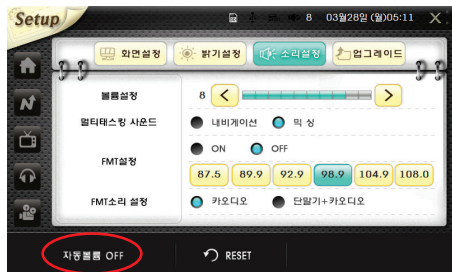 Setup 8 03월28일 (월)05:11 X
화면설정 밝기설정 소리설정 업그레이드
볼륨설정 8 < >
멀티태스킹 사운드 내비게이션 믹 싱
FMT설정 ON OFF
87.5 89.9 92.9 98.9 104.9 108.0
FMT소리 설정 카오디오 단말기+카오디오
자동볼륨 OFF RESET